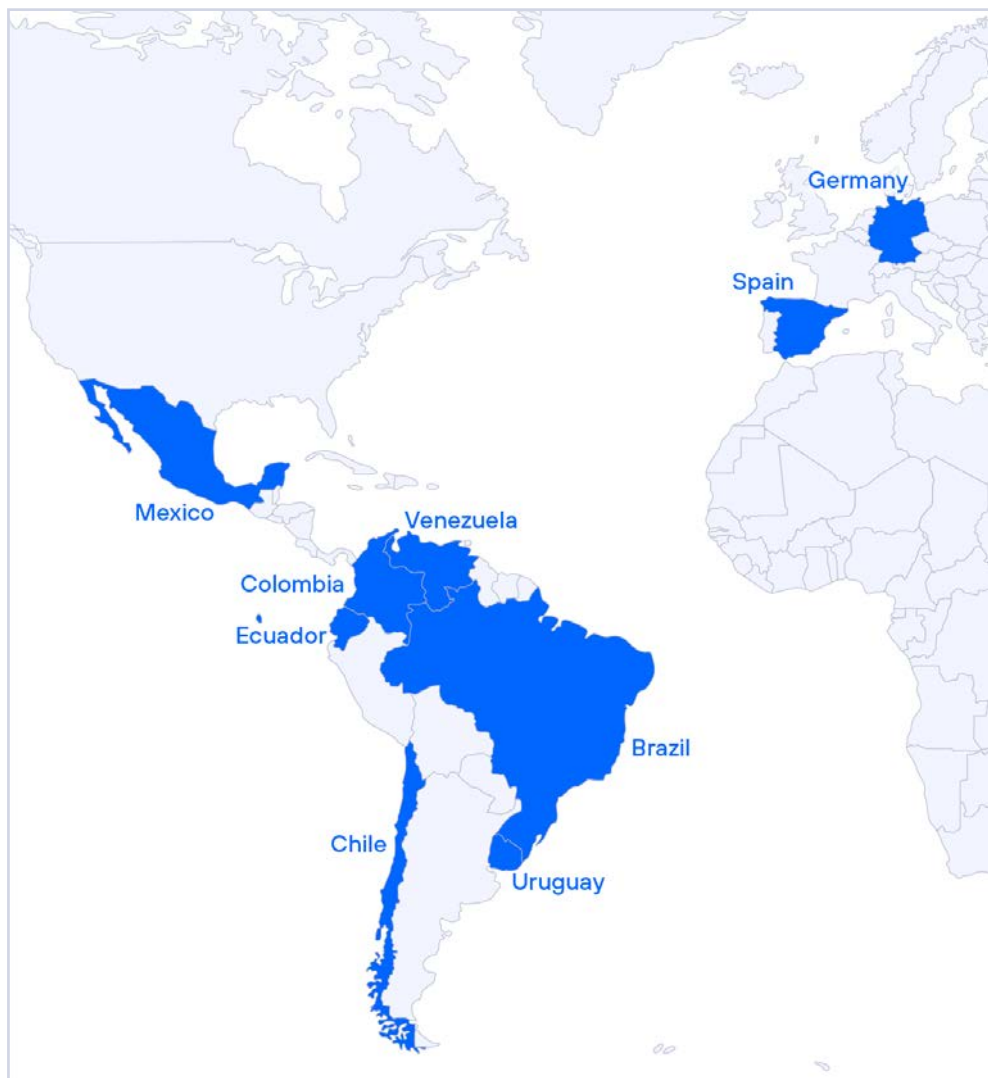 Germany
Spain
Mexico
Venezuela
Colombia
Ecuador
Brazil
Chile
Uruguay